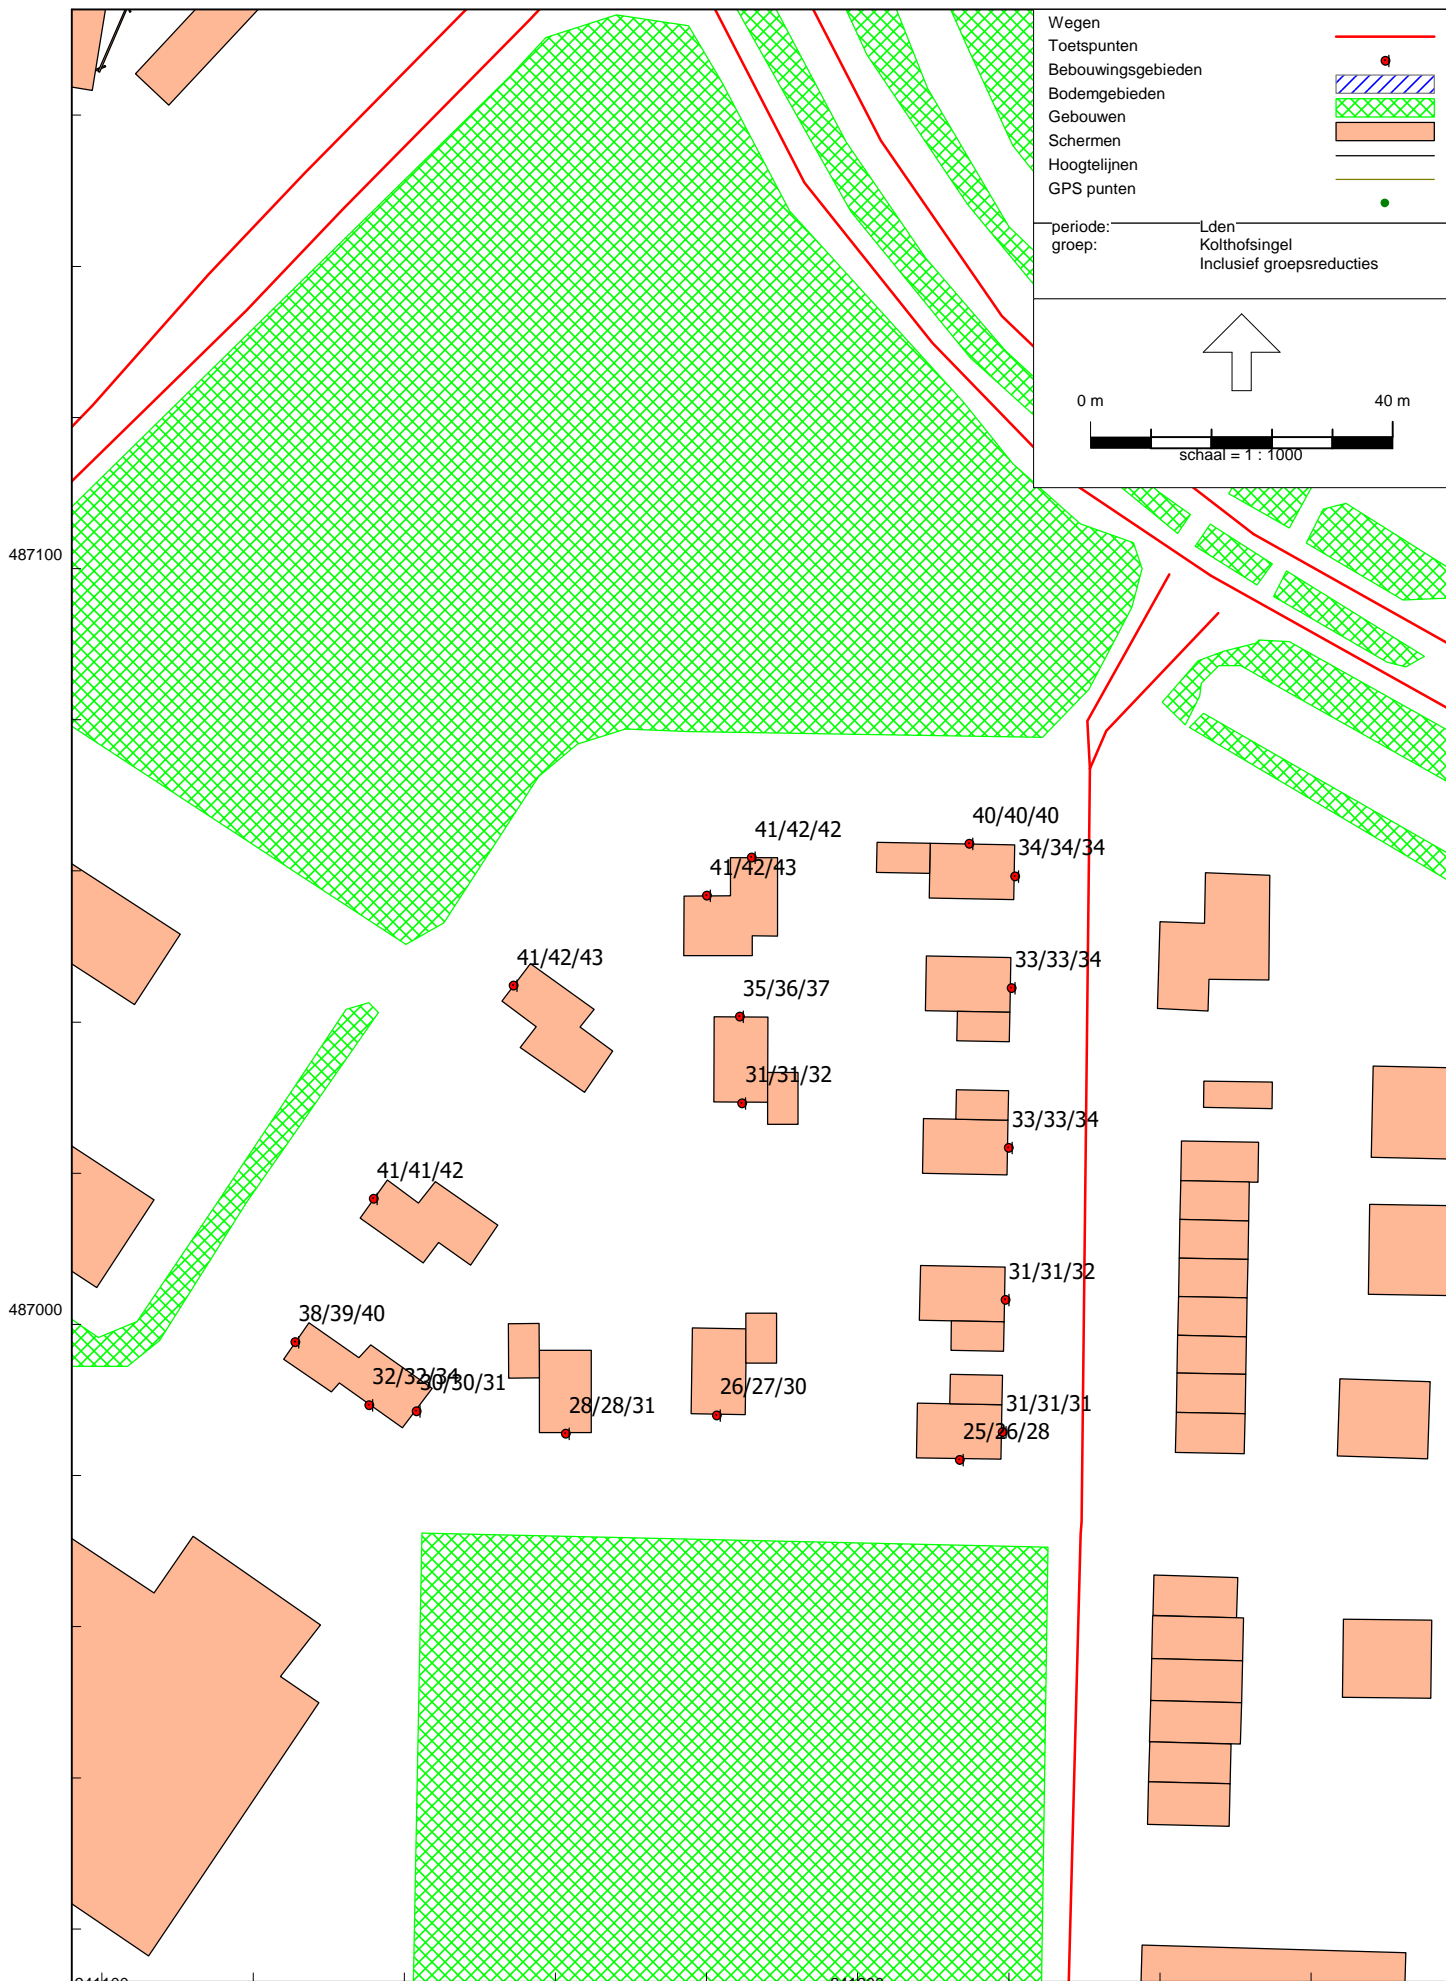 Wegen
Toetspunten
Bebouwingsgebieden
Bodemgebieden
Gebouwen
Schermen
Hoogtelijnen
GPS punten
periode: Lden
groep: Kolthofsingel
Inclusief groepsreducties
0 m 40 m
schaal = 1 : 1000
487100
41/42/42
40/40/40
34/34/34
41/42/43
41/42/43
33/33/34
35/36/37
31/31/32
33/33/34
41/41/42
31/31/32
487000
38/39/40
32/32/34
30/30/31
28/28/31
26/27/30
31/31/31
25/26/28